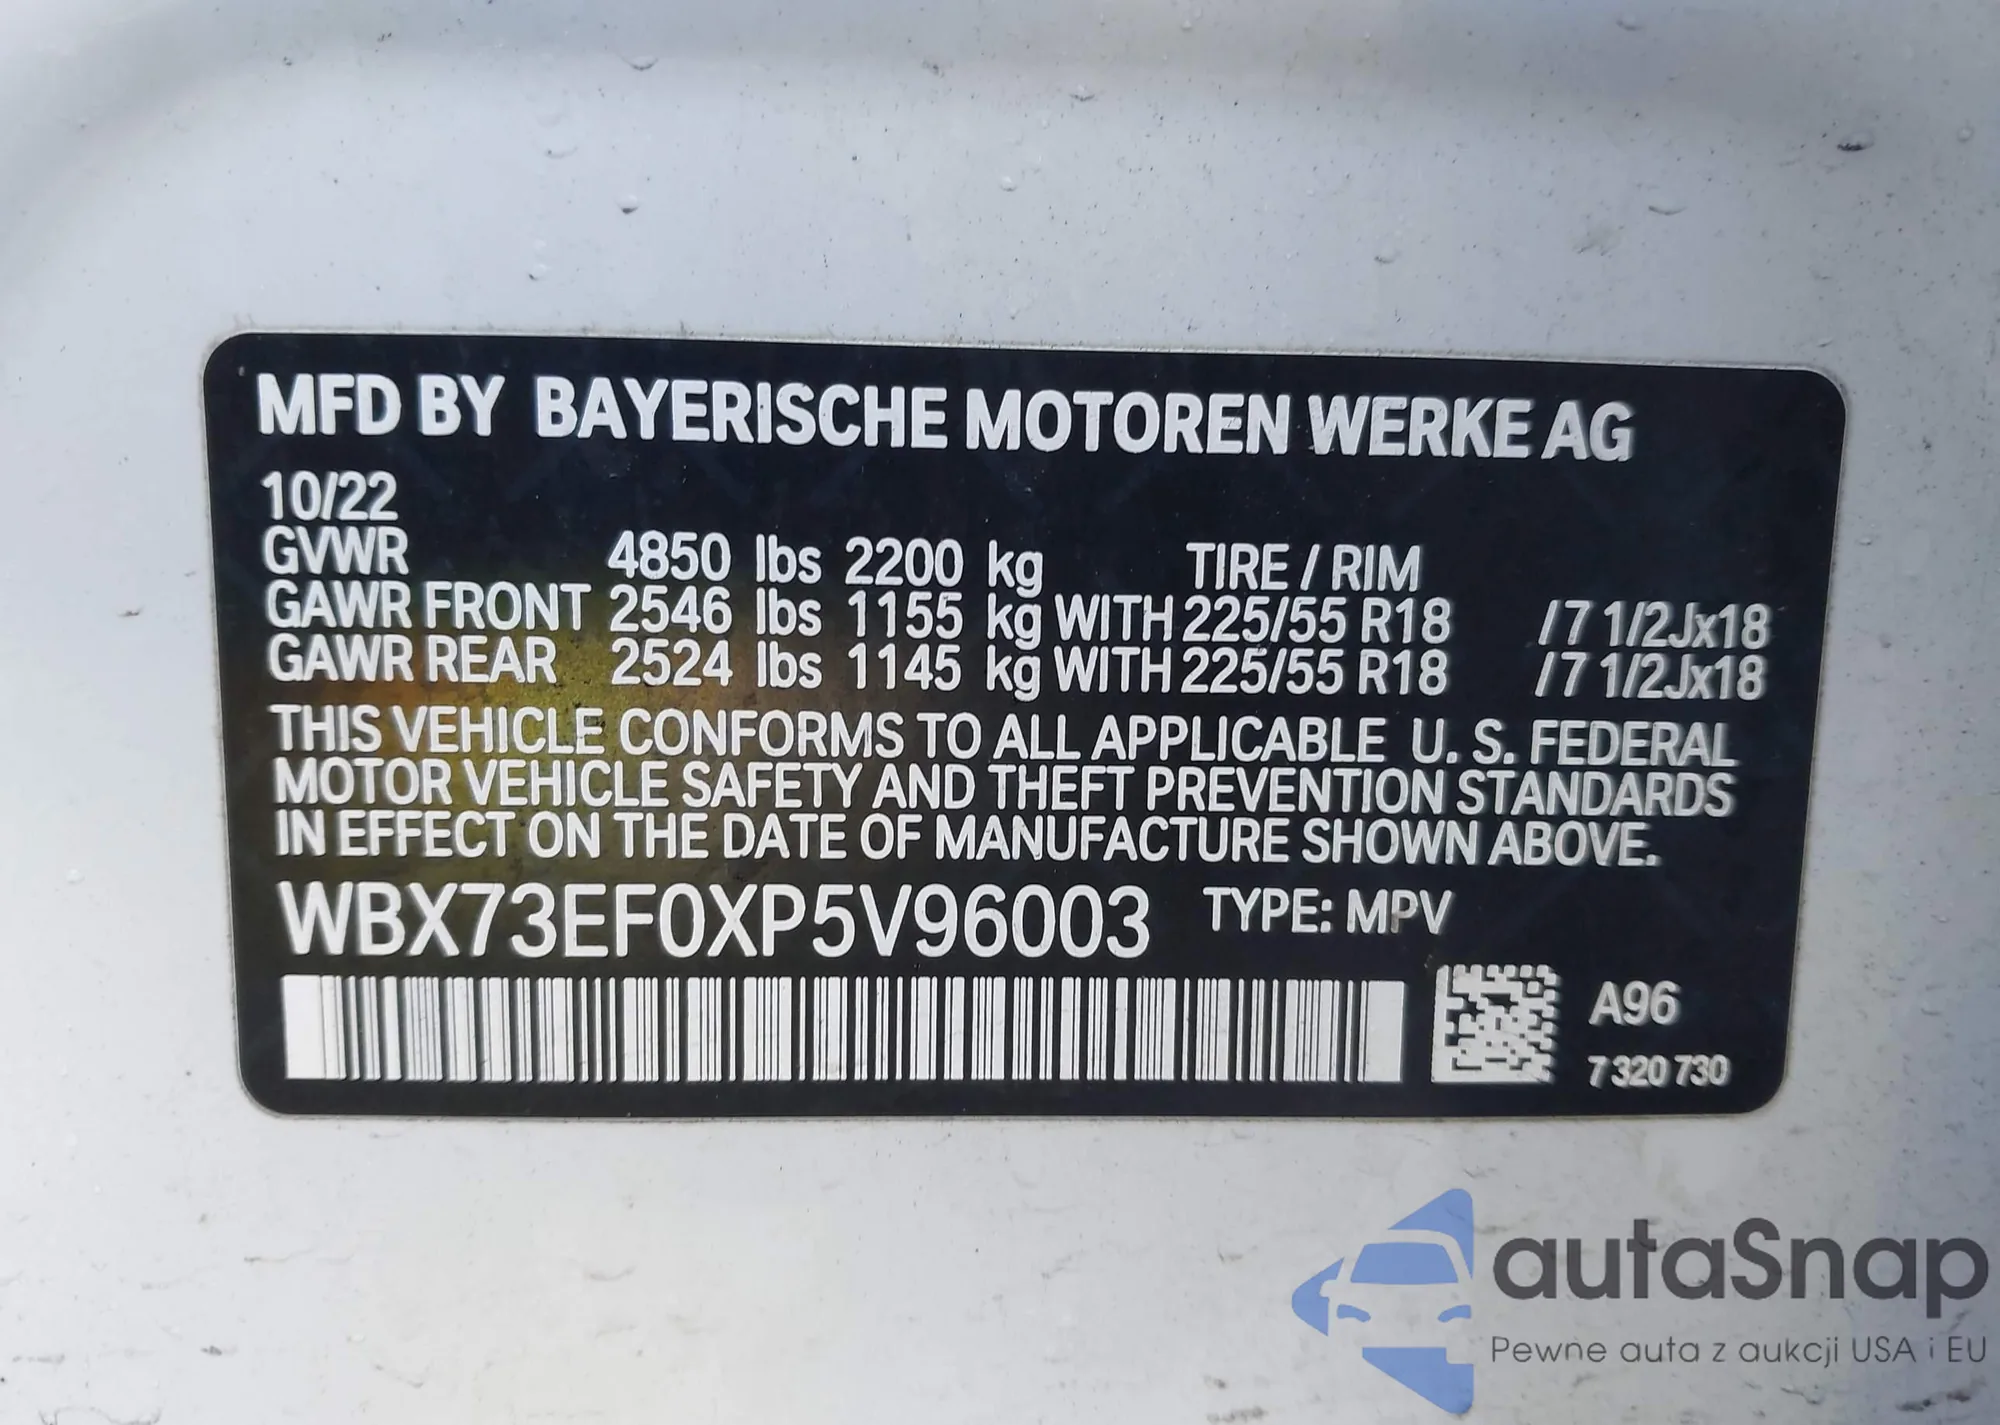 MFD BY BAYERISCHE MOTOREN WERKE AG
10/22
GVWR 4850 lbs 2200 kg TIRE / RIM
GAWR FRONT 2546 lbs 1155 kg WITH 225/55 R18 /7 1/2Jx18
GAWR REAR 2524 lbs 1145 kg WITH 225/55 R18 /7 1/2Jx18
THIS VEHICLE CONFORMS TO ALL APPLICABLE U. S. FEDERAL
MOTOR VEHICLE SAFETY AND THEFT PREVENTION STANDARDS
IN EFFECT ON THE DATE OF MANUFACTURE SHOWN ABOVE.
WBX73EF0XP5V96003 TYPE: MPV
A96
7 320 730
autaSnap
Pewne auta z aukcji USA i EU